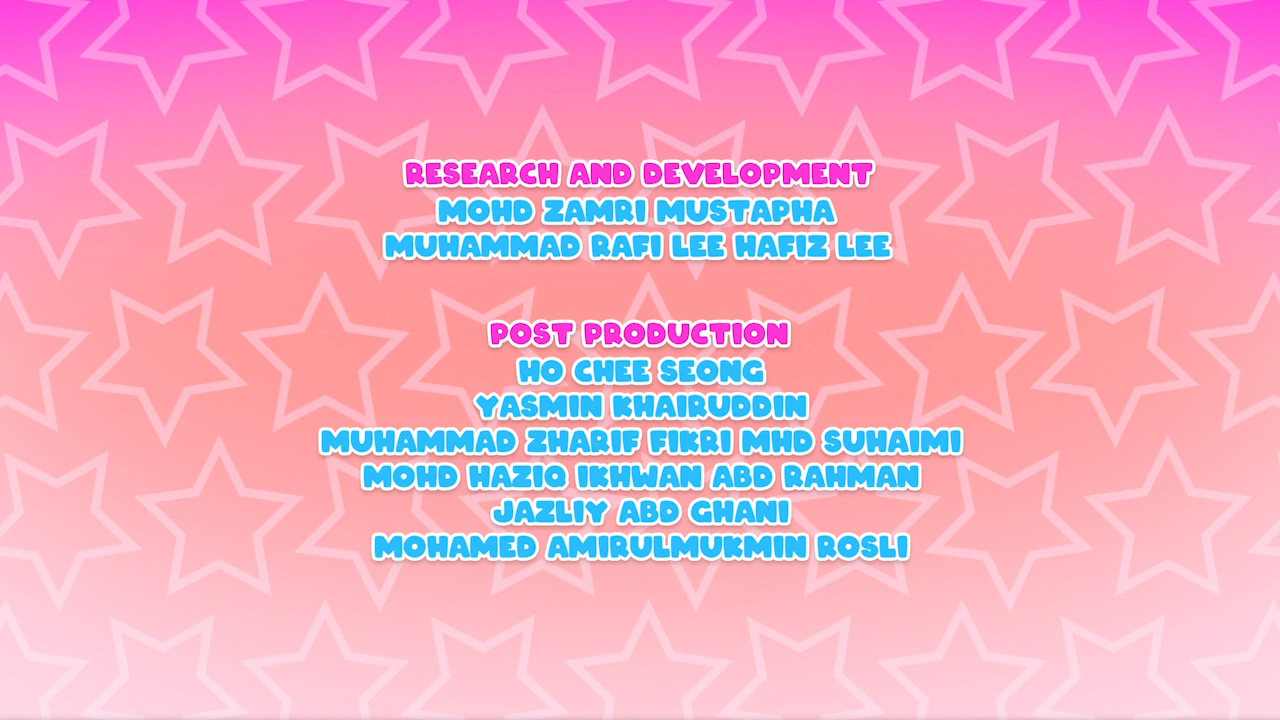 RESEARCH AND DEVELOPMENT
MOHD ZAMRI MUSTAPHA
MUHAMMAD RAFI LEE HAFIZ LEE
POST PRODUCTION
HO CHEE SEONG
YASMIN KHAIRUDDIN
MUHAMMAD ZHARIF FIKRI MHD SUHAIMI
MOHD HAZIQ IKHWAN ABD RAHMAN
JAZLIY ABD GHANI
MOHAMED AMIRULMUKMIN ROSLI